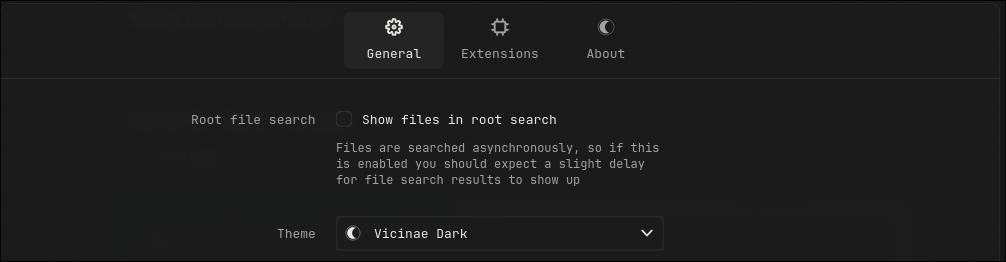 General
Extensions
About
Root file search
Show files in root search
Files are searched asynchronously, so if this
is enabled you should expect a slight delay
for file search results to show up
Theme
Vicinae Dark